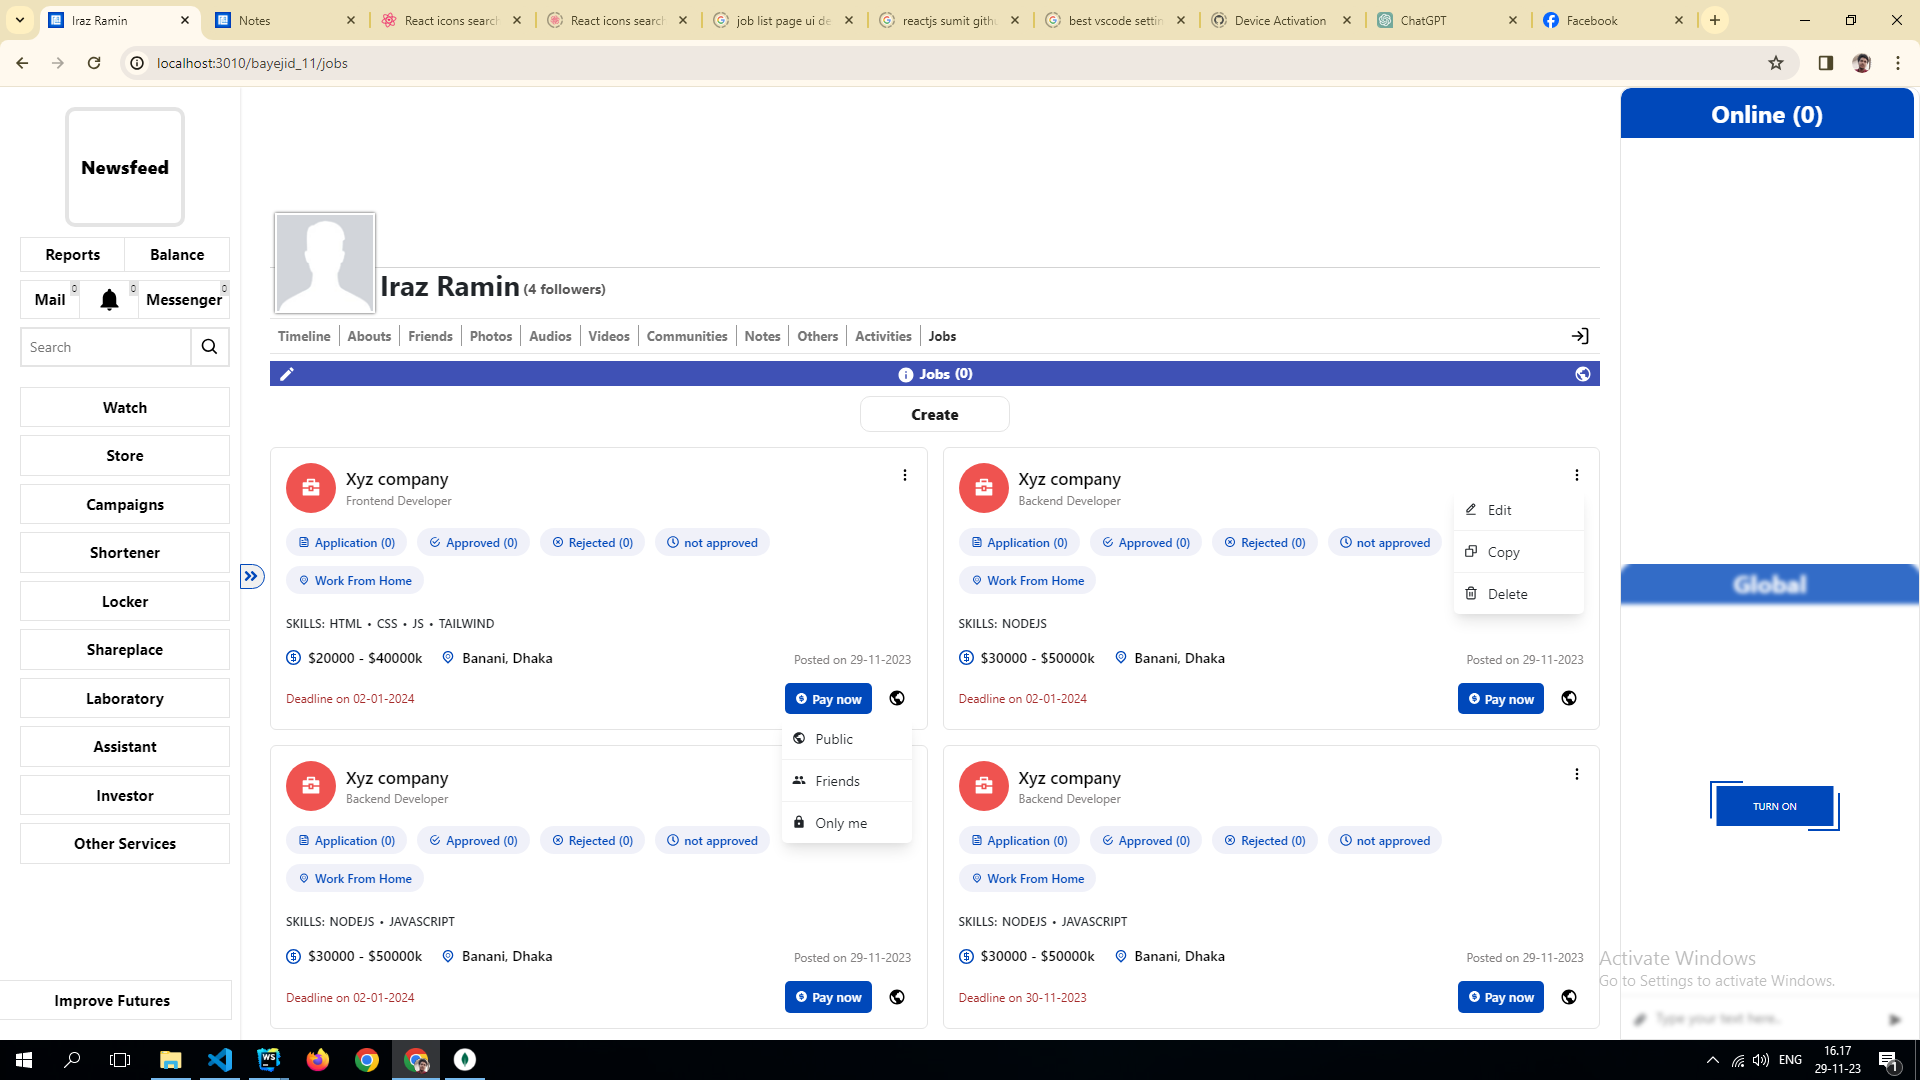 Iraz Ramin
Notes
React icons search
React icons search
job list page ui de
reactjs sumit githu
best vscode settin
Device Activation
ChatGPT
Facebook
localhost:3010/bayejid_11/jobs
Newsfeed
Reports
Balance
Mail 0
0
Messenger 0
Search
Watch
Store
Campaigns
Shortener
Locker
Shareplace
Laboratory
Assistant
Investor
Other Services
Improve Futures
Iraz Ramin (4 followers)
Timeline
Abouts
Friends
Photos
Audios
Videos
Communities
Notes
Others
Activities
Jobs
Jobs (0)
Create
Xyz company
Frontend Developer
Application (0)
Approved (0)
Rejected (0)
not approved
Work From Home
SKILLS: HTML • CSS • JS • TAILWIND
$20000 - $40000k
Banani, Dhaka
Posted on 29-11-2023
Deadline on 02-01-2024
Pay now
Public
Friends
Only me
Xyz company
Backend Developer
Application (0)
Approved (0)
Rejected (0)
not approved
Work From Home
Edit
Copy
Delete
SKILLS: NODEJS
$30000 - $50000k
Banani, Dhaka
Posted on 29-11-2023
Deadline on 02-01-2024
Pay now
Xyz company
Backend Developer
Application (0)
Approved (0)
Rejected (0)
not approved
Work From Home
SKILLS: NODEJS • JAVASCRIPT
$30000 - $50000k
Banani, Dhaka
Posted on 29-11-2023
Deadline on 02-01-2024
Pay now
Xyz company
Backend Developer
Application (0)
Approved (0)
Rejected (0)
not approved
Work From Home
SKILLS: NODEJS • JAVASCRIPT
$30000 - $50000k
Banani, Dhaka
Posted on 29-11-2023
Deadline on 30-11-2023
Pay now
Online (0)
Global
TURN ON
Activate Windows
Go to Settings to activate Windows.
Type your text here..
WS
ENG
16.17
29-11-23
1